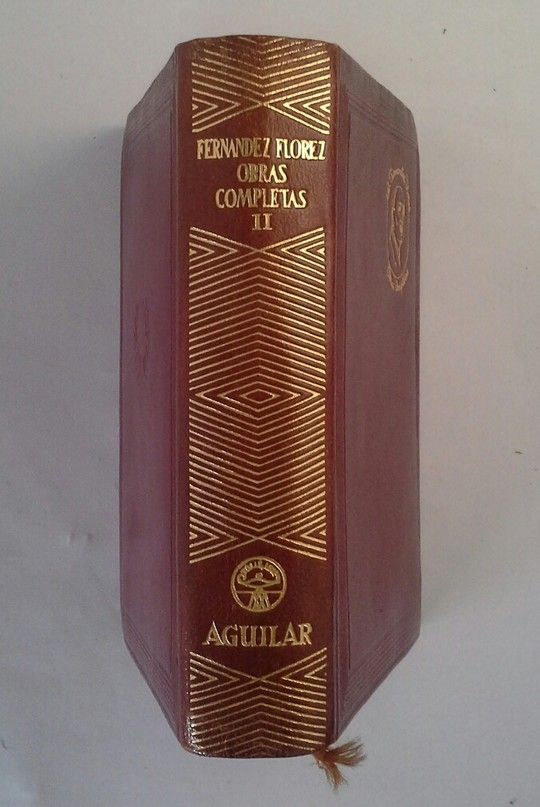 FERNANDEZ FLOREZ
OBRAS
COMPLETAS
II
AGUILAR